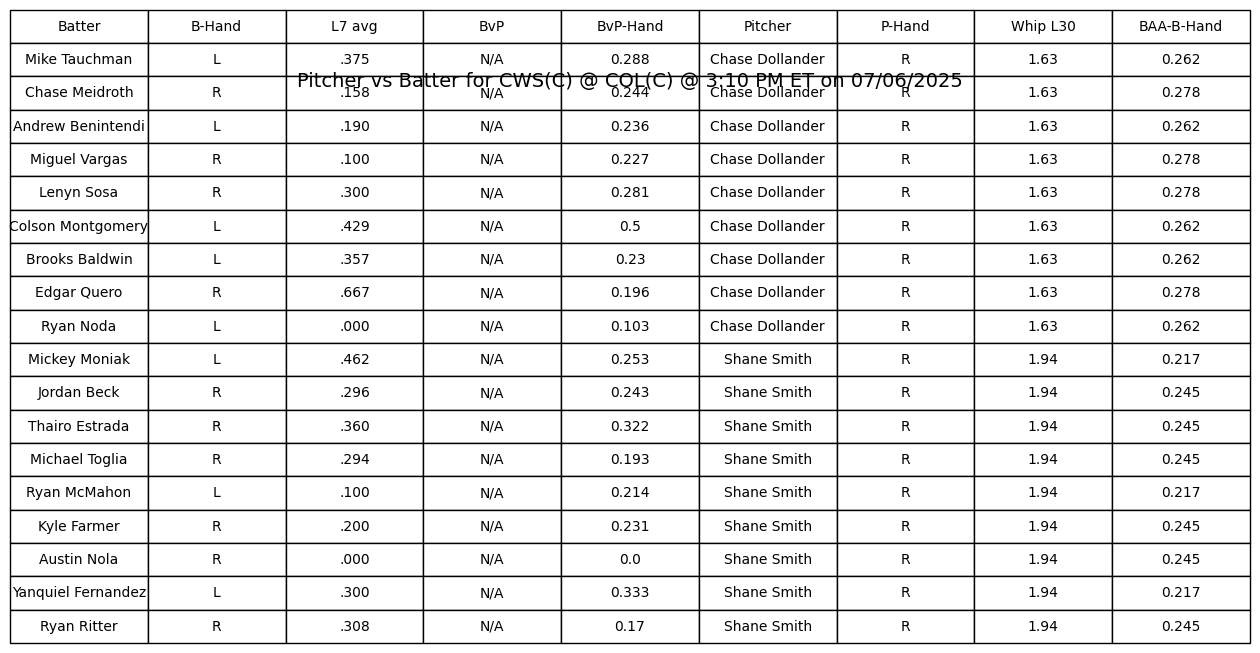 Batter B-Hand L7 avg BvP BvP-Hand Pitcher P-Hand Whip L30 BAA-B-Hand
Mike Tauchman L .375 N/A 0.288 Chase Dollander R 1.63 0.262
Pitcher vs Batter for CWS(C) @ COL(C) @ 3:10 PM ET on 07/06/2025
Chase Meidroth R .158 N/A 0.244 Chase Dollander R 1.63 0.278
Andrew Benintendi L .190 N/A 0.236 Chase Dollander R 1.63 0.262
Miguel Vargas R .100 N/A 0.227 Chase Dollander R 1.63 0.278
Lenyn Sosa R .300 N/A 0.281 Chase Dollander R 1.63 0.278
Colson Montgomery L .429 N/A 0.5 Chase Dollander R 1.63 0.262
Brooks Baldwin L .357 N/A 0.23 Chase Dollander R 1.63 0.262
Edgar Quero R .667 N/A 0.196 Chase Dollander R 1.63 0.278
Ryan Noda L .000 N/A 0.103 Chase Dollander R 1.63 0.262
Mickey Moniak L .462 N/A 0.253 Shane Smith R 1.94 0.217
Jordan Beck R .296 N/A 0.243 Shane Smith R 1.94 0.245
Thairo Estrada R .360 N/A 0.322 Shane Smith R 1.94 0.245
Michael Toglia R .294 N/A 0.193 Shane Smith R 1.94 0.245
Ryan McMahon L .100 N/A 0.214 Shane Smith R 1.94 0.217
Kyle Farmer R .200 N/A 0.231 Shane Smith R 1.94 0.245
Austin Nola R .000 N/A 0.0 Shane Smith R 1.94 0.245
Yanquiel Fernandez L .300 N/A 0.333 Shane Smith R 1.94 0.217
Ryan Ritter R .308 N/A 0.17 Shane Smith R 1.94 0.245